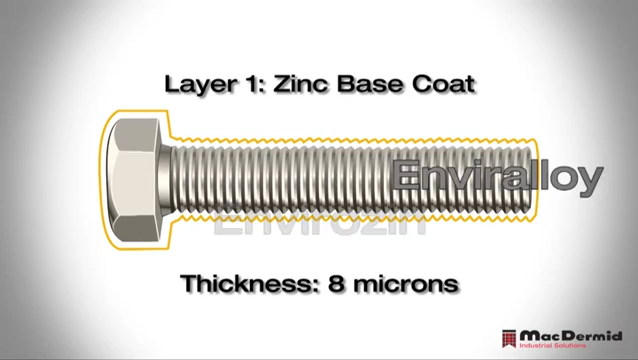 Layer 1: Zinc Base Coat
Enviralloy
Envirozin
Thickness: 8 microns
MacDermid
Industrial Solutions